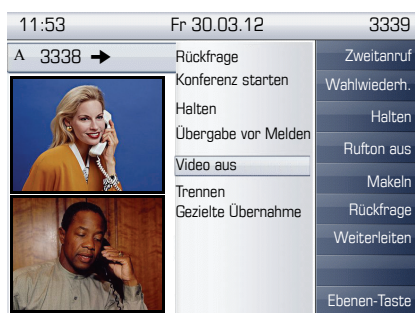 11:53 Fr 30.03.12 3339
A 3338 →
Rückfrage
Konferenz starten
Halten
Übergabe vor Melden
Video aus
Trennen
Gezielte Übernahme
Zweitanruf
Wahlwiederh.
Halten
Rufton aus
Makeln
Rückfrage
Weiterleiten
Ebenen-Taste